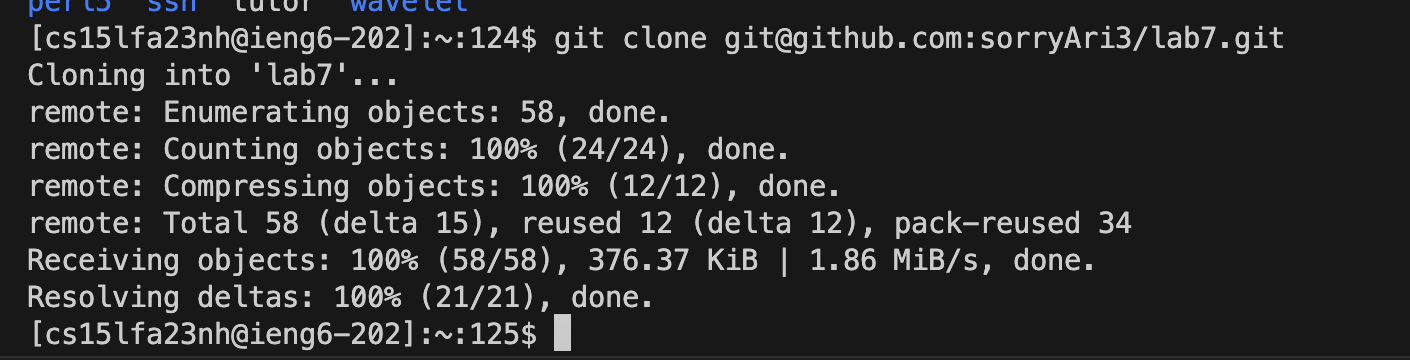 perl5  ssh  tutor  wavelet
[cs15lfa23nh@ieng6-202]:~:124$ git clone git@github.com:sorryAri3/lab7.git
Cloning into 'lab7'...
remote: Enumerating objects: 58, done.
remote: Counting objects: 100% (24/24), done.
remote: Compressing objects: 100% (12/12), done.
remote: Total 58 (delta 15), reused 12 (delta 12), pack-reused 34
Receiving objects: 100% (58/58), 376.37 KiB | 1.86 MiB/s, done.
Resolving deltas: 100% (21/21), done.
[cs15lfa23nh@ieng6-202]:~:125$